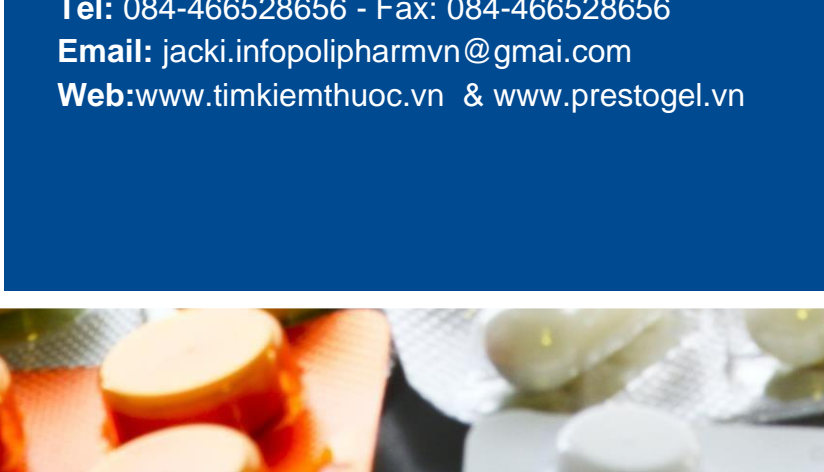 Tel: 084-466528656 - Fax: 084-466528656
Email: jacki.infopolipharmvn@gmai.com
Web:www.timkiemthuoc.vn & www.prestogel.vn